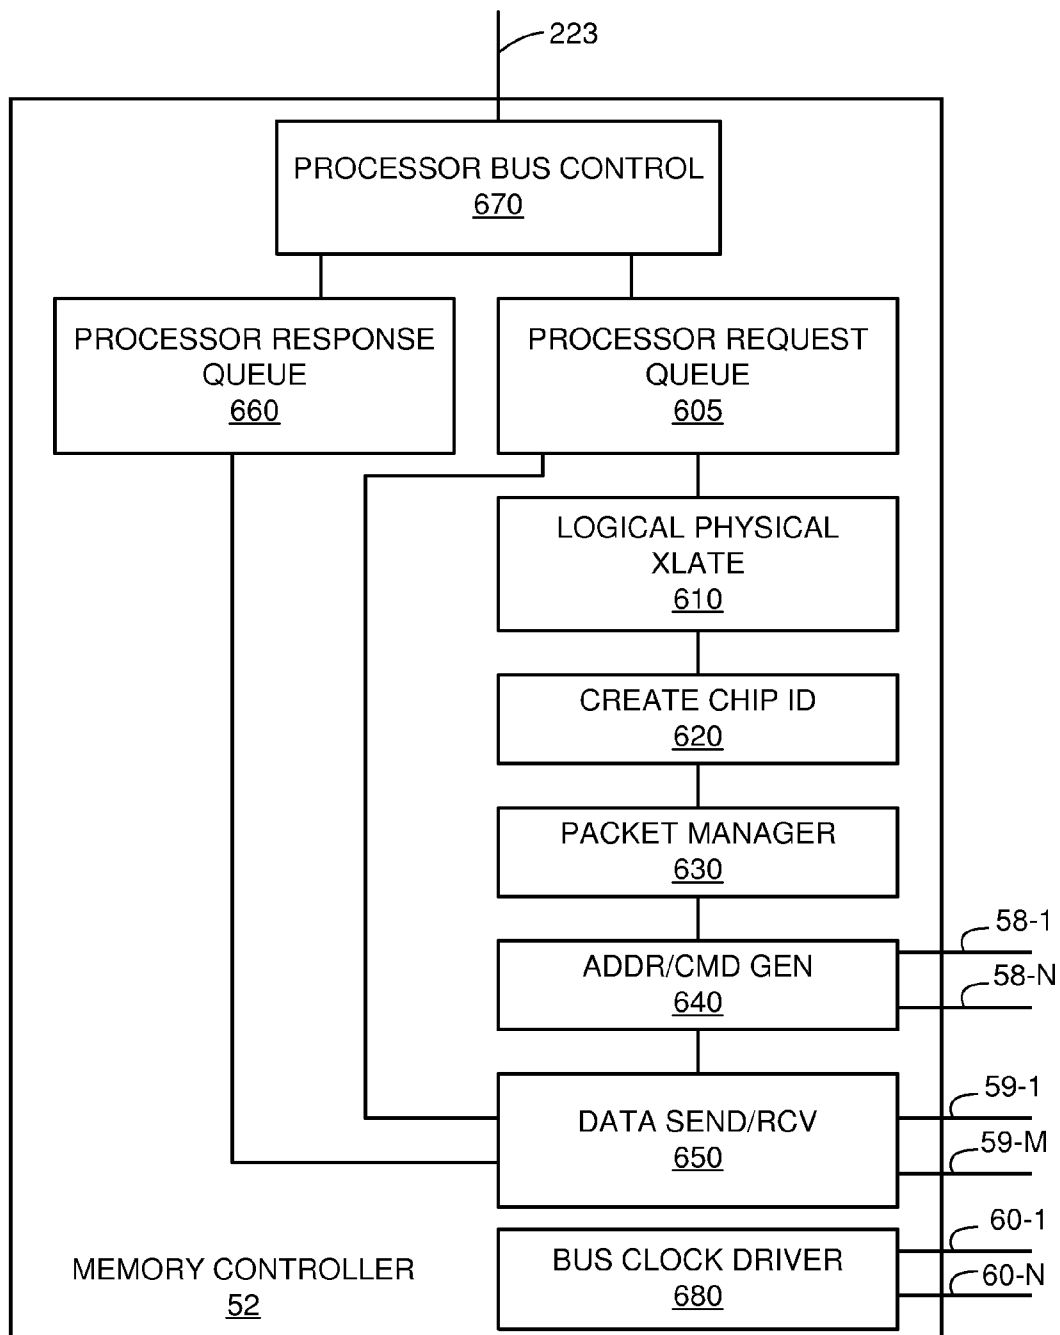 223
PROCESSOR BUS CONTROL
670
PROCESSOR RESPONSE
QUEUE
660
PROCESSOR REQUEST
QUEUE
605
LOGICAL PHYSICAL
XLATE
610
CREATE CHIP ID
620
PACKET MANAGER
630
58-1
ADDR/CMD GEN
640
58-N
59-1
DATA SEND/RCV
650
59-M
60-1
BUS CLOCK DRIVER
680
60-N
MEMORY CONTROLLER
52